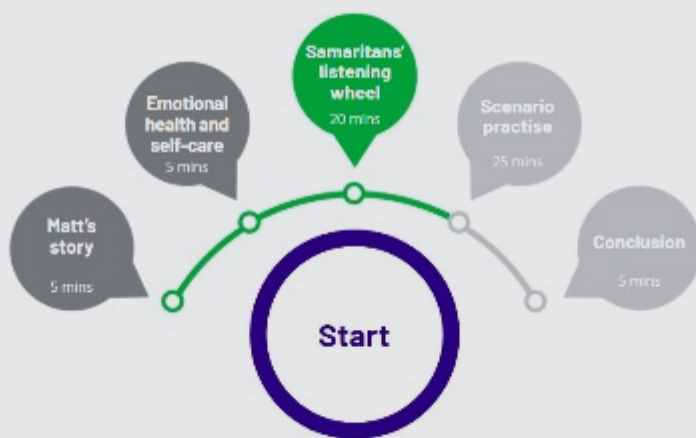 Matt's
story
5 mins
Emotional
health and
self-care
5 mins
Samaritans'
listening
wheel
20 mins
Scenario
practise
25 mins
Conclusion
5 mins
Start